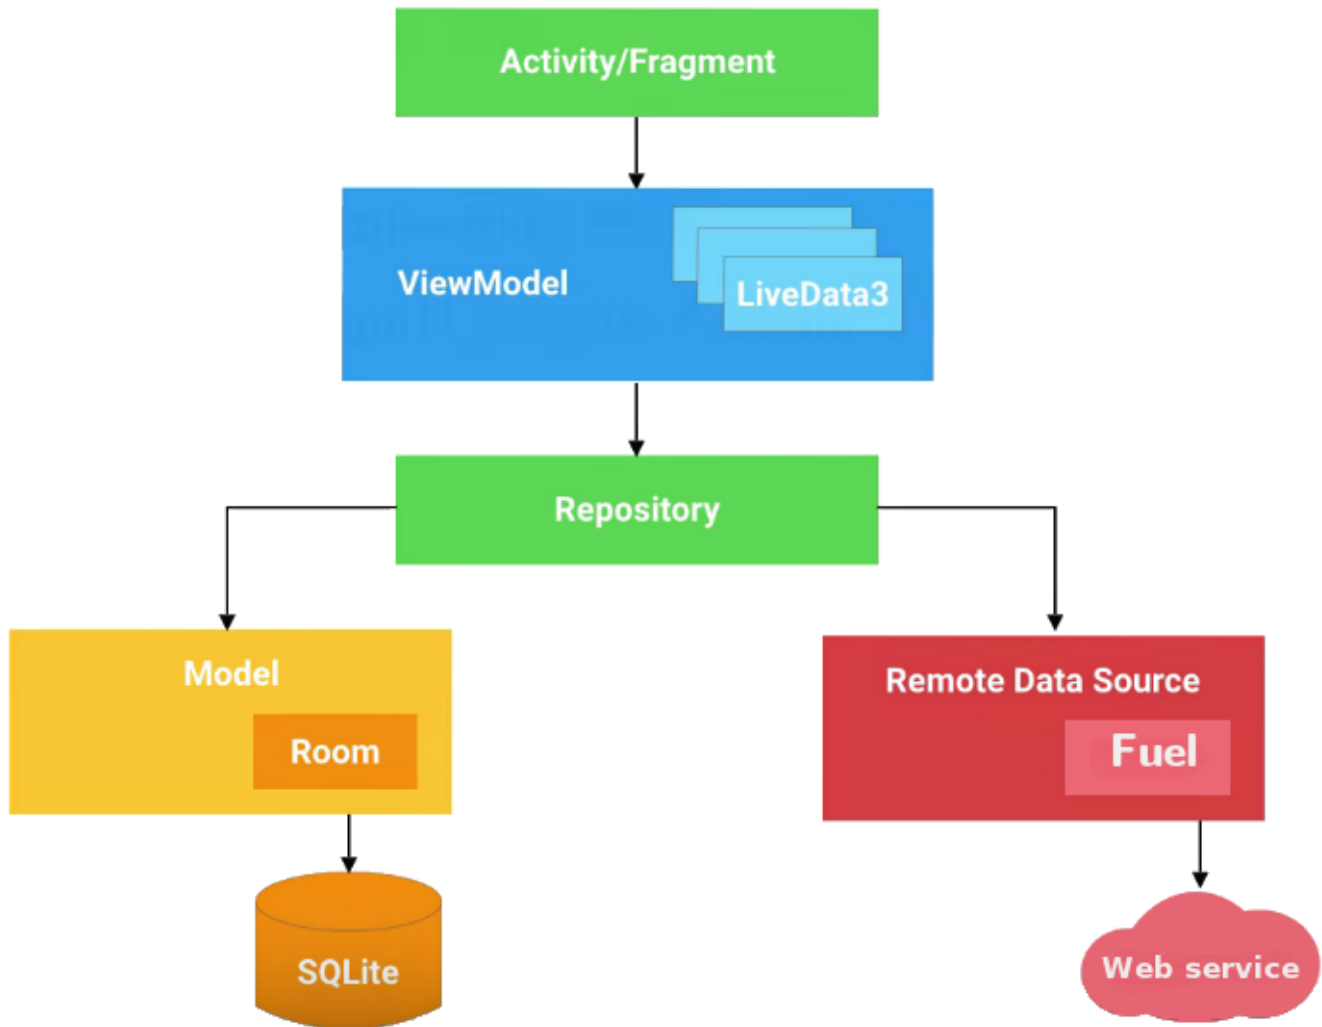 Activity/Fragment
ViewModel
LiveData3
Repository
Model
Room
Remote Data Source
Fuel
SQLite
Web service